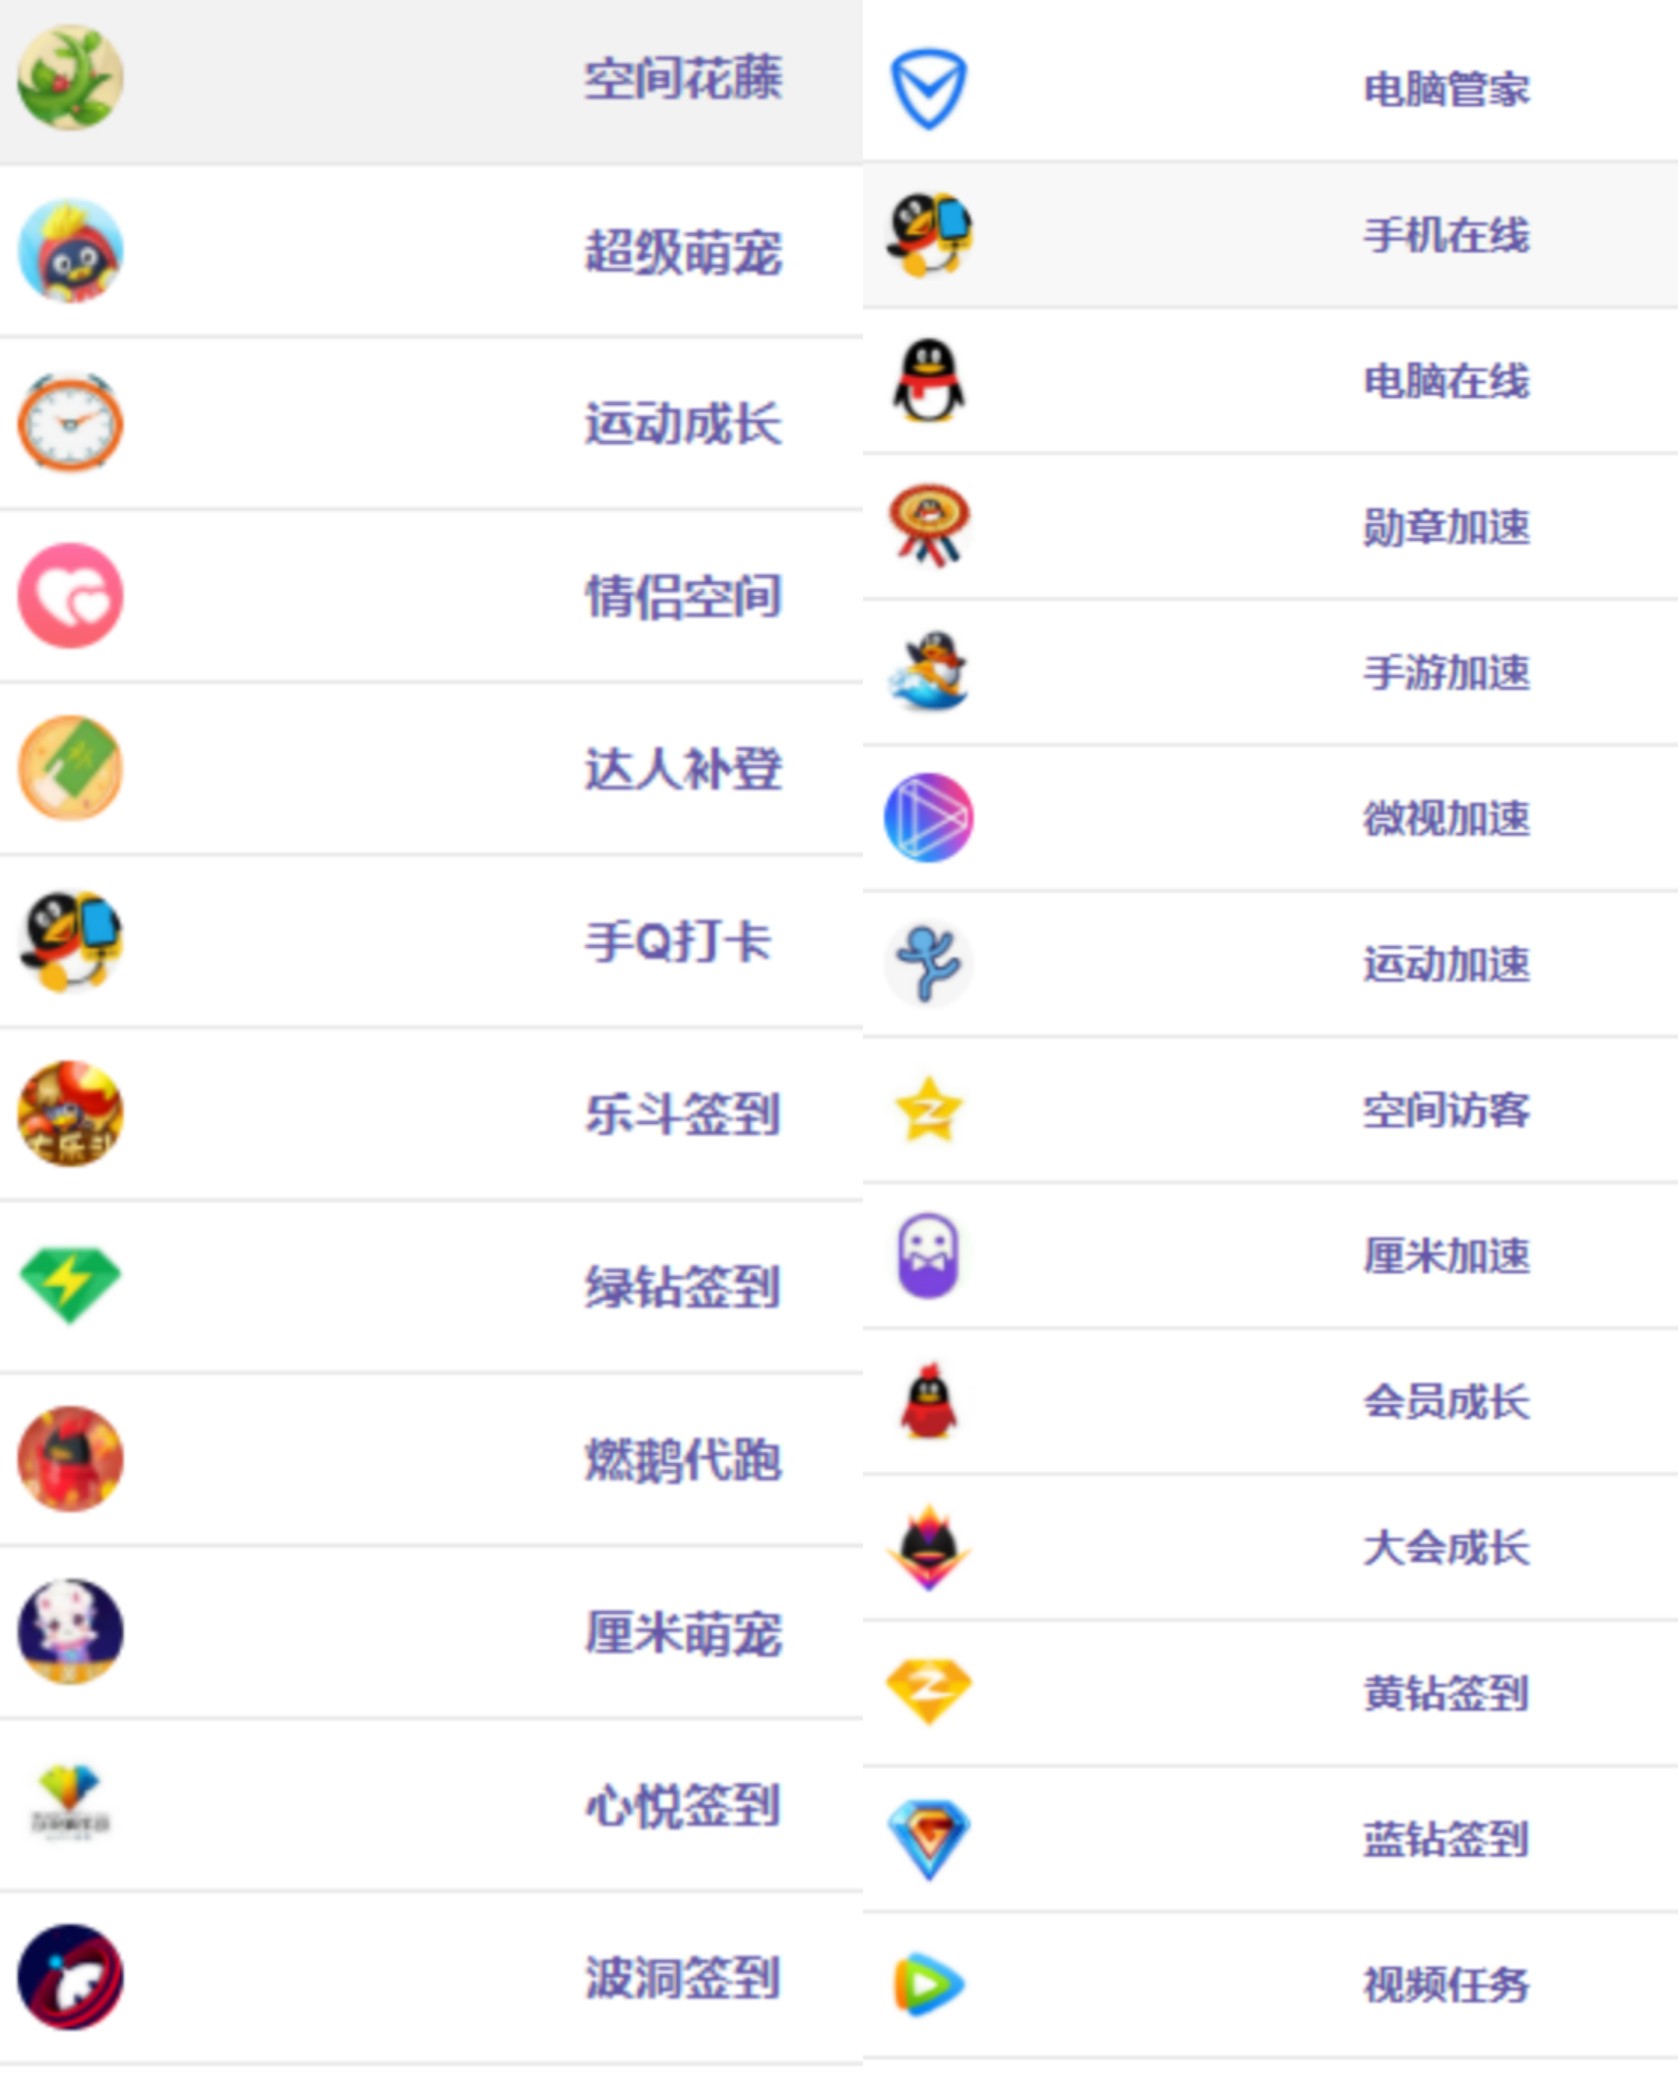 空间花藤
超级萌宠
运动成长
情侣空间
达人补登
手Q打卡
乐斗签到
绿钻签到
燃鹅代跑
厘米萌宠
心悦签到
波洞签到
电脑管家
手机在线
电脑在线
勋章加速
手游加速
微视加速
运动加速
空间访客
厘米加速
会员成长
大会成长
黄钻签到
蓝钻签到
视频任务